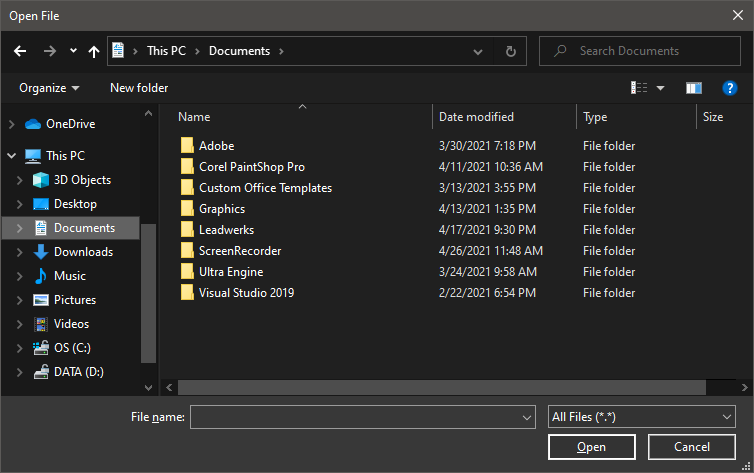 Open File
This PC Documents
Search Documents
Organize New folder
Name Date modified Type Size
OneDrive
This PC
3D Objects
Desktop
Documents
Downloads
Music
Pictures
Videos
OS (C:)
DATA (D:)
Adobe 3/30/2021 7:18 PM File folder
Corel PaintShop Pro 4/11/2021 10:36 AM File folder
Custom Office Templates 3/13/2021 3:55 PM File folder
Graphics 4/13/2021 1:35 PM File folder
Leadwerks 4/17/2021 9:30 PM File folder
ScreenRecorder 4/26/2021 11:48 AM File folder
Ultra Engine 3/24/2021 9:58 AM File folder
Visual Studio 2019 2/22/2021 6:54 PM File folder
File name:
All Files (*.*)
Open Cancel